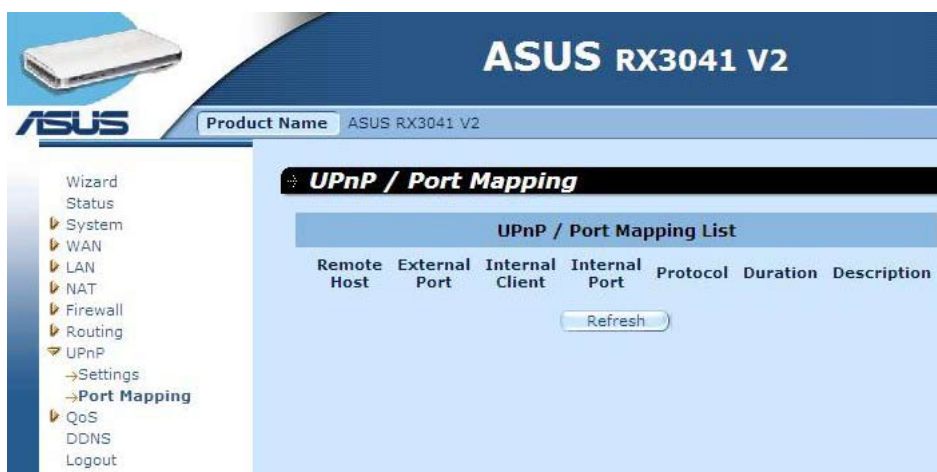 ASUS RX3041 V2
ASUS
Product Name ASUS RX3041 V2
Wizard
Status
System
WAN
LAN
NAT
Firewall
Routing
UPnP
→Settings
→Port Mapping
QoS
DDNS
Logout
UPnP / Port Mapping
UPnP / Port Mapping List
Remote Host External Port Internal Client Internal Port Protocol Duration Description
Refresh